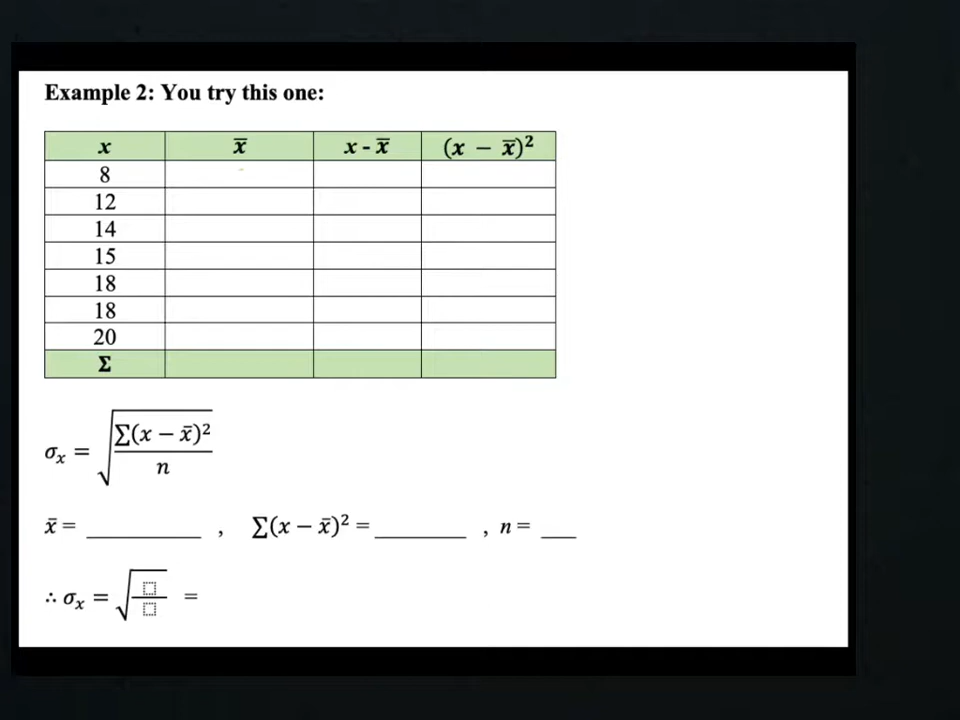 Example 2: You try this one:
x x̅ x - x̅ (x − x̅)²
8
12
14
15
18
18
20
Σ
σₓ = √(∑(x − x̅)² / n)
x̅ = ________ , ∑(x − x̅)² = ________ , n = ___
∴ σₓ = √(□ / □) =